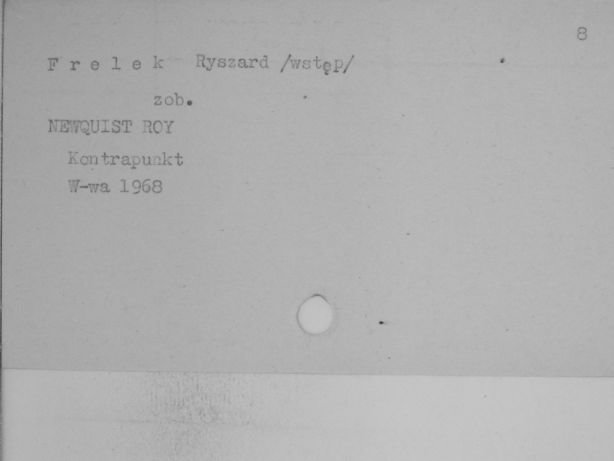 8
F r e l e k Ryszard /wstęp/
zob.
NEWQUIST ROY
Kontrapunkt
W-wa 1968